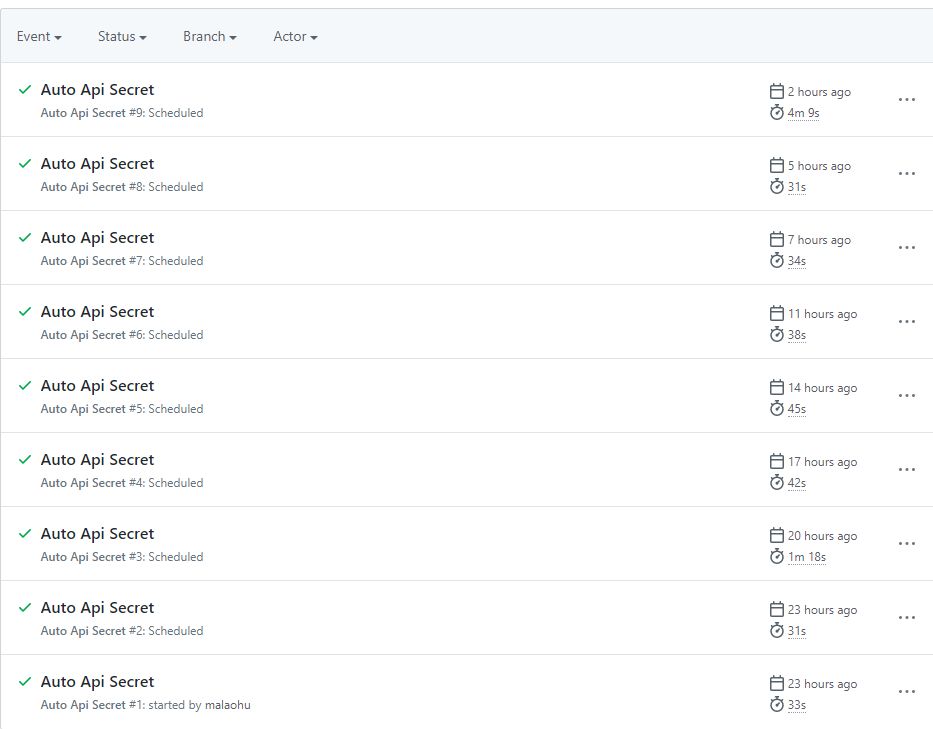 Event Status Branch Actor
Auto Api Secret
2 hours ago
Auto Api Secret #9: Scheduled
4m 9s
Auto Api Secret
5 hours ago
Auto Api Secret #8: Scheduled
31s
Auto Api Secret
7 hours ago
Auto Api Secret #7: Scheduled
34s
Auto Api Secret
11 hours ago
Auto Api Secret #6: Scheduled
38s
Auto Api Secret
14 hours ago
Auto Api Secret #5: Scheduled
45s
Auto Api Secret
17 hours ago
Auto Api Secret #4: Scheduled
42s
Auto Api Secret
20 hours ago
Auto Api Secret #3: Scheduled
1m 18s
Auto Api Secret
23 hours ago
Auto Api Secret #2: Scheduled
31s
Auto Api Secret
23 hours ago
Auto Api Secret #1: started by malaohu
33s